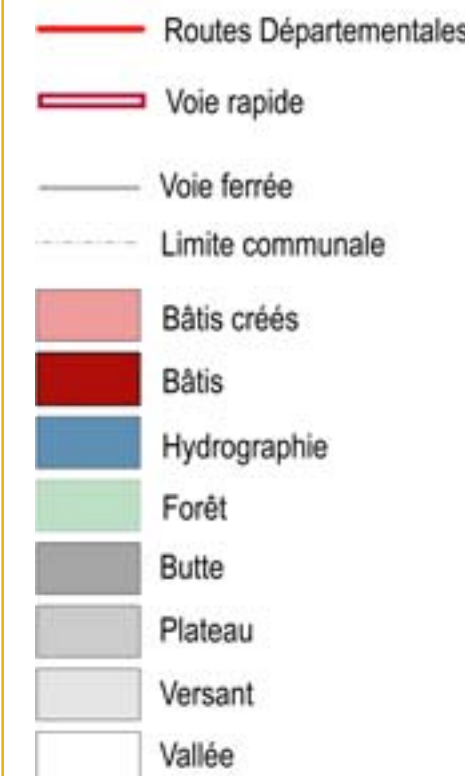 Routes Départementales
Voie rapide
Voie ferrée
Limite communale
Bâtis créés
Bâtis
Hydrographie
Forêt
Butte
Plateau
Versant
Vallée